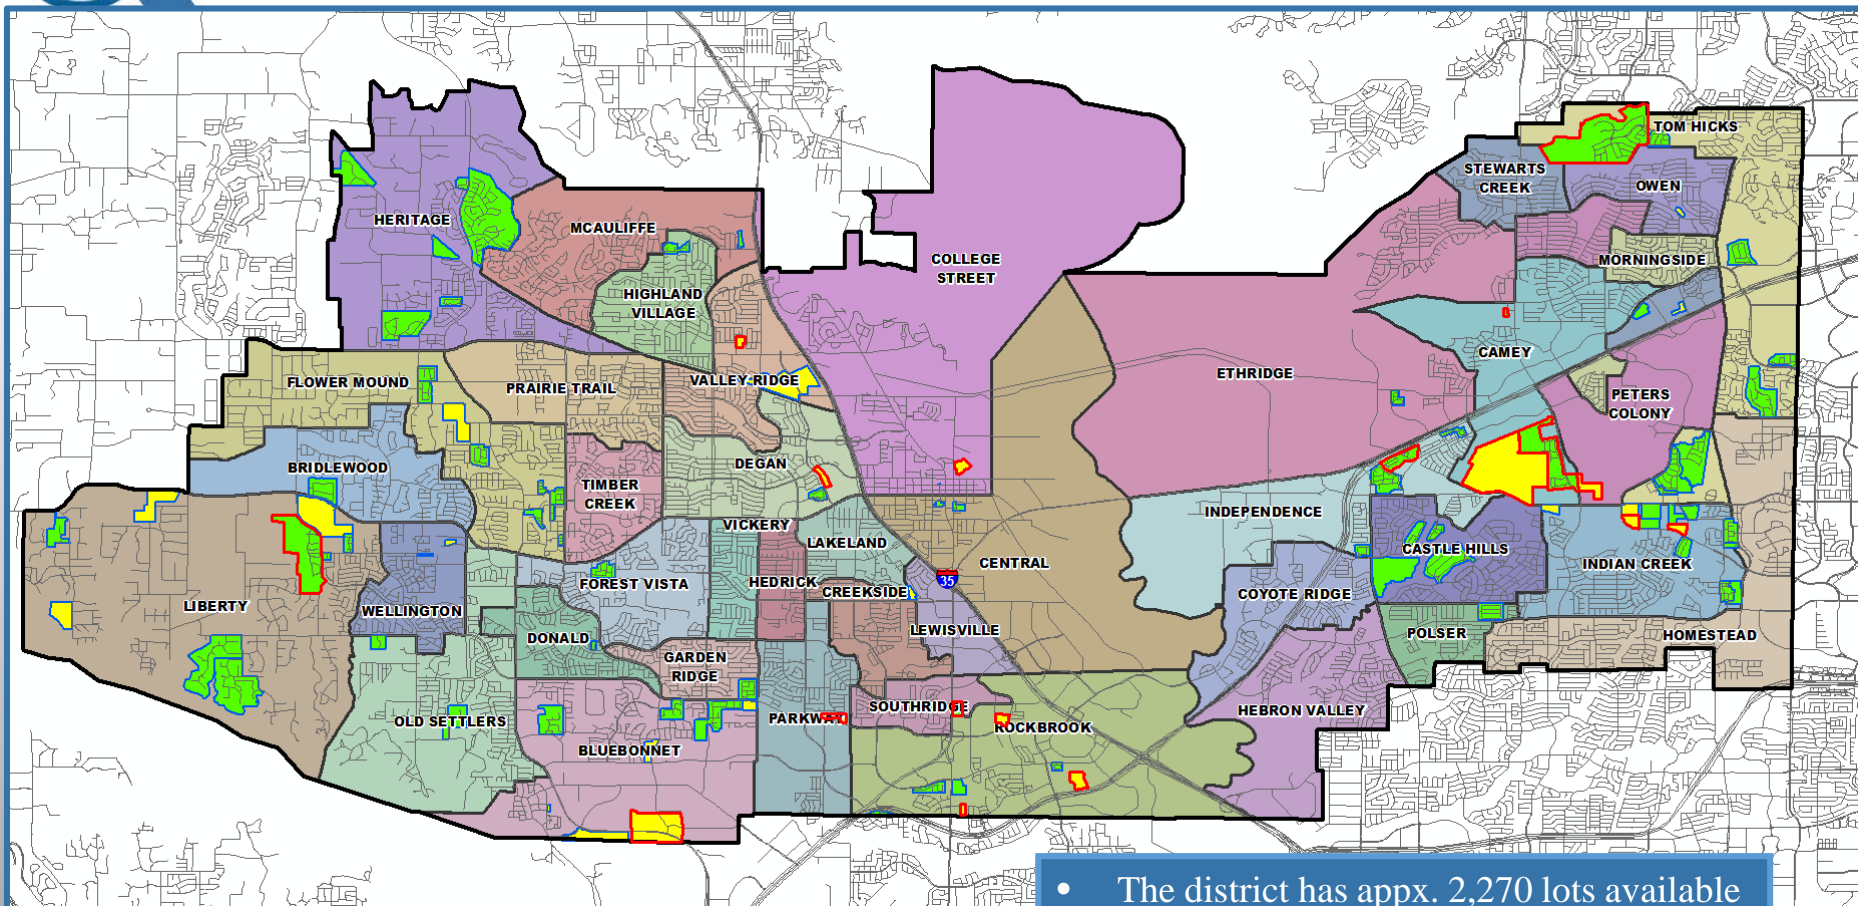 TOM HICKS
STEWARTS
CREEK
OWEN
HERITAGE
MCAULIFFE
COLLEGE
STREET
MORNINGSIDE
HIGHLAND
VILLAGE
CAMEY
ETHRIDGE
FLOWER MOUND
PRAIRIE TRAIL
VALLEY RIDGE
PETERS
COLONY
BRIDLEWOOD
DEGAN
TIMBER
CREEK
VICKERY
LAKELAND
INDEPENDENCE
CASTLE HILLS
CENTRAL
INDIAN CREEK
35
FOREST VISTA
HEDRICK
CREEKSIDE
COYOTE RIDGE
LIBERTY
WELLINGTON
LEWISVILLE
DONALD
POLSER
HOMESTEAD
GARDEN
RIDGE
OLD SETTLERS
PARKWAY
SOUTHRIDGE
HEBRON VALLEY
ROCKBROOK
BLUEBONNET
• The district has appx. 2,270 lots available